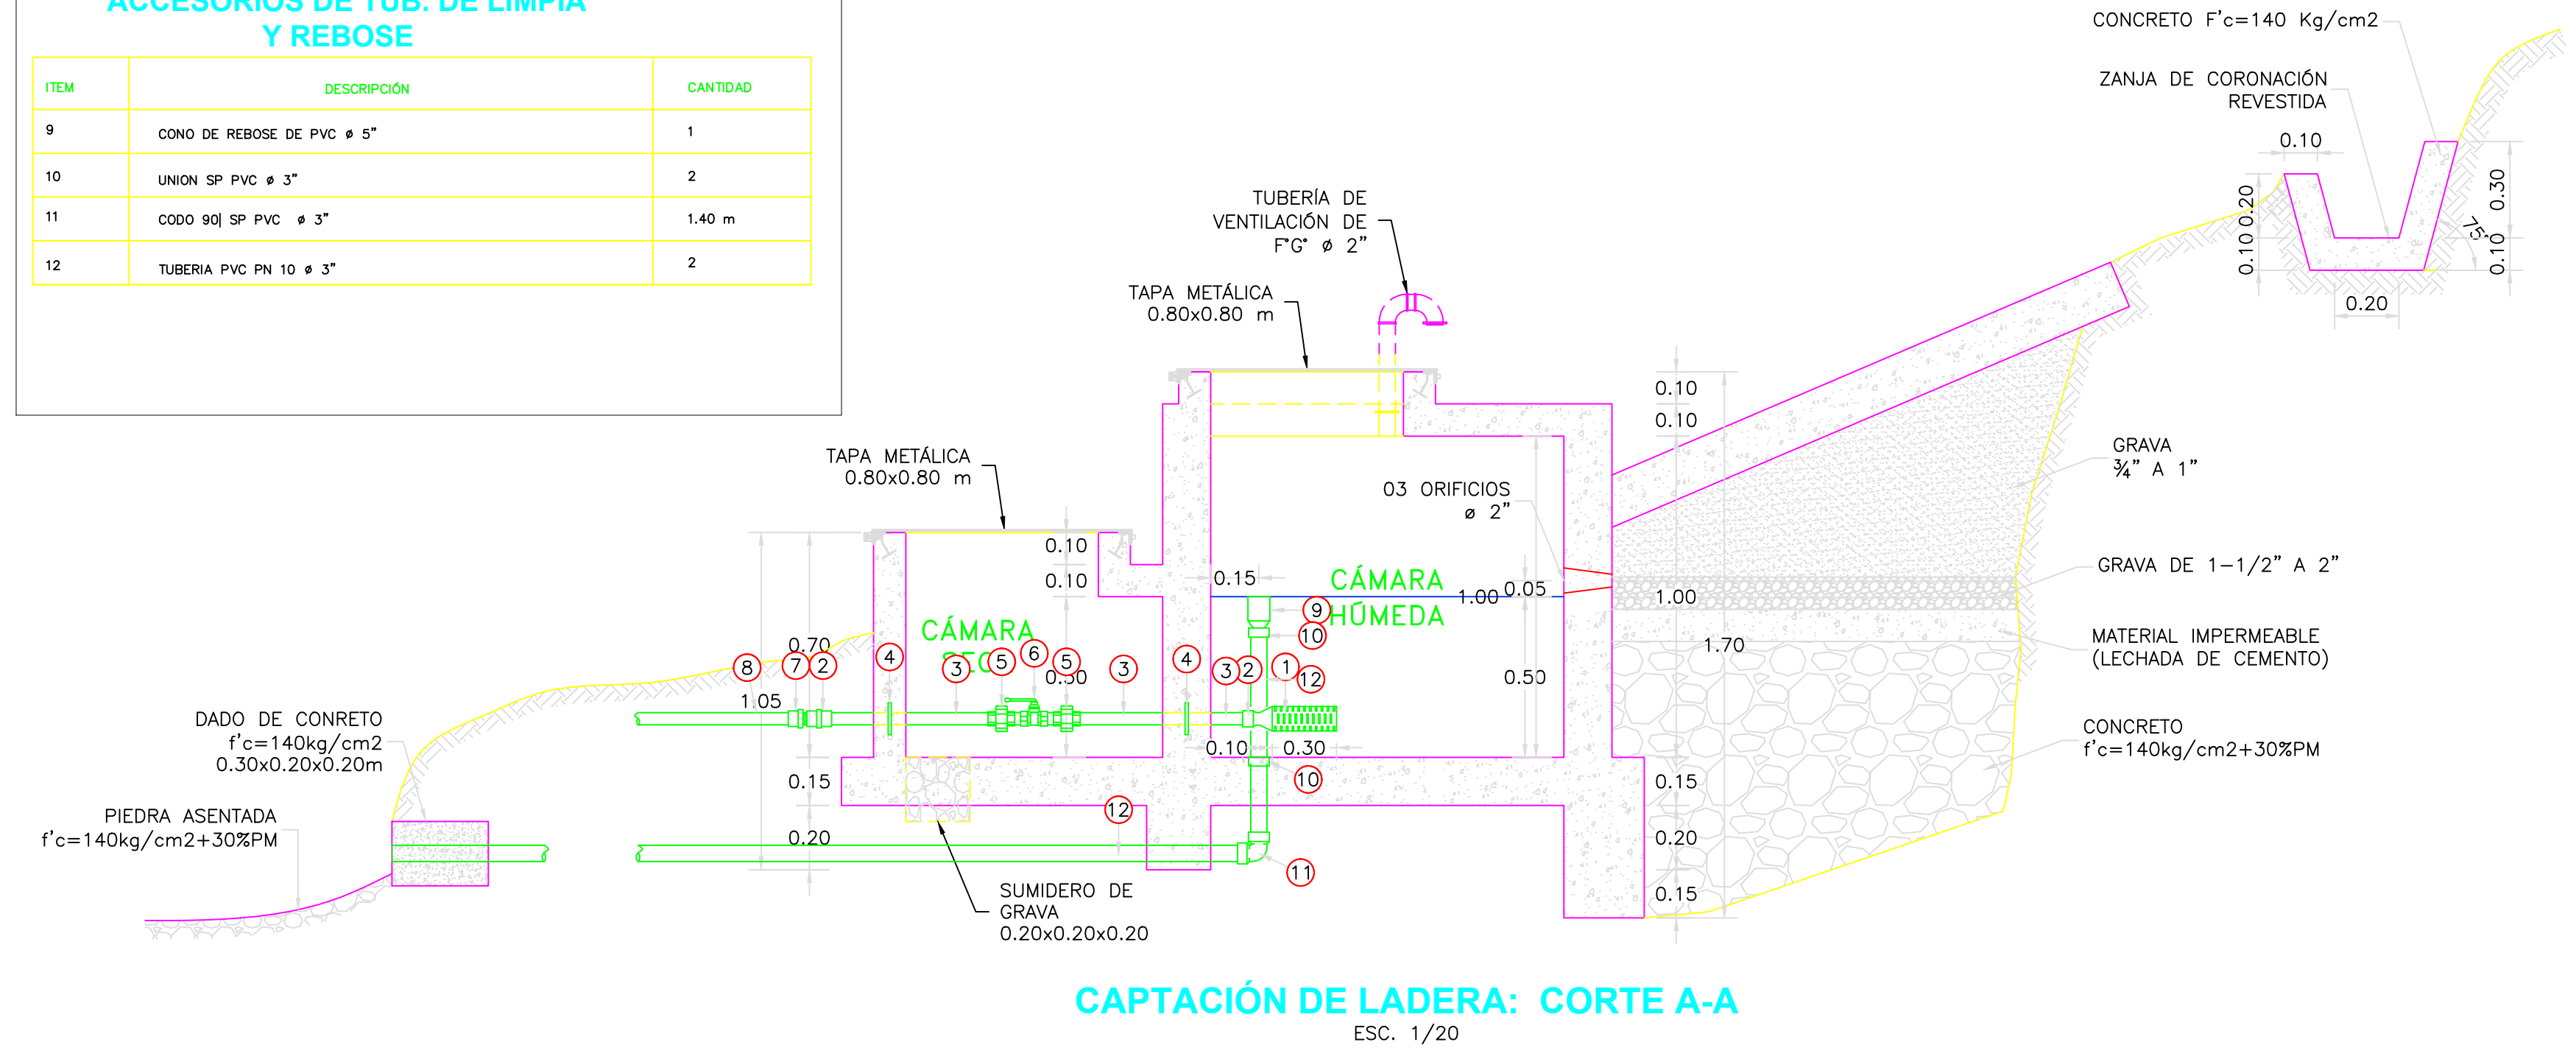 ACCESORIOS DE TUB. DE LIMPIA
Y REBOSE
ITEM DESCRIPCIÓN CANTIDAD
9 CONO DE REBOSE DE PVC ø 5" 1
10 UNION SP PVC ø 3" 2
11 CODO 90| SP PVC ø 3" 1.40 m
12 TUBERIA PVC PN 10 ø 3" 2
CONCRETO F'c=140 Kg/cm2
ZANJA DE CORONACIÓN
REVESTIDA
0.10
0.20
0.10
0.30
0.10
75°
0.20
TUBERÍA DE
VENTILACIÓN DE
F°G° ø 2"
TAPA METÁLICA
0.80x0.80 m
TAPA METÁLICA
0.80x0.80 m
03 ORIFICIOS
ø 2"
0.10
0.10
GRAVA
¾" A 1"
GRAVA DE 1-1/2" A 2"
MATERIAL IMPERMEABLE
(LECHADA DE CEMENTO)
CONCRETO
f'c=140kg/cm2+30%PM
0.10
0.10
0.15
CÁMARA
HÚMEDA
1.00
0.05
1.00
1.70
0.50
CÁMARA
0.70
1.05
8
7
2
4
3
5
6
5
3
4
3
2
1
12
9
10
0.10
0.30
10
12
11
0.15
0.20
0.15
0.20
0.15
DADO DE CONRETO
f'c=140kg/cm2
0.30x0.20x0.20m
PIEDRA ASENTADA
f'c=140kg/cm2+30%PM
SUMIDERO DE
GRAVA
0.20x0.20x0.20
CAPTACIÓN DE LADERA: CORTE A-A
ESC. 1/20